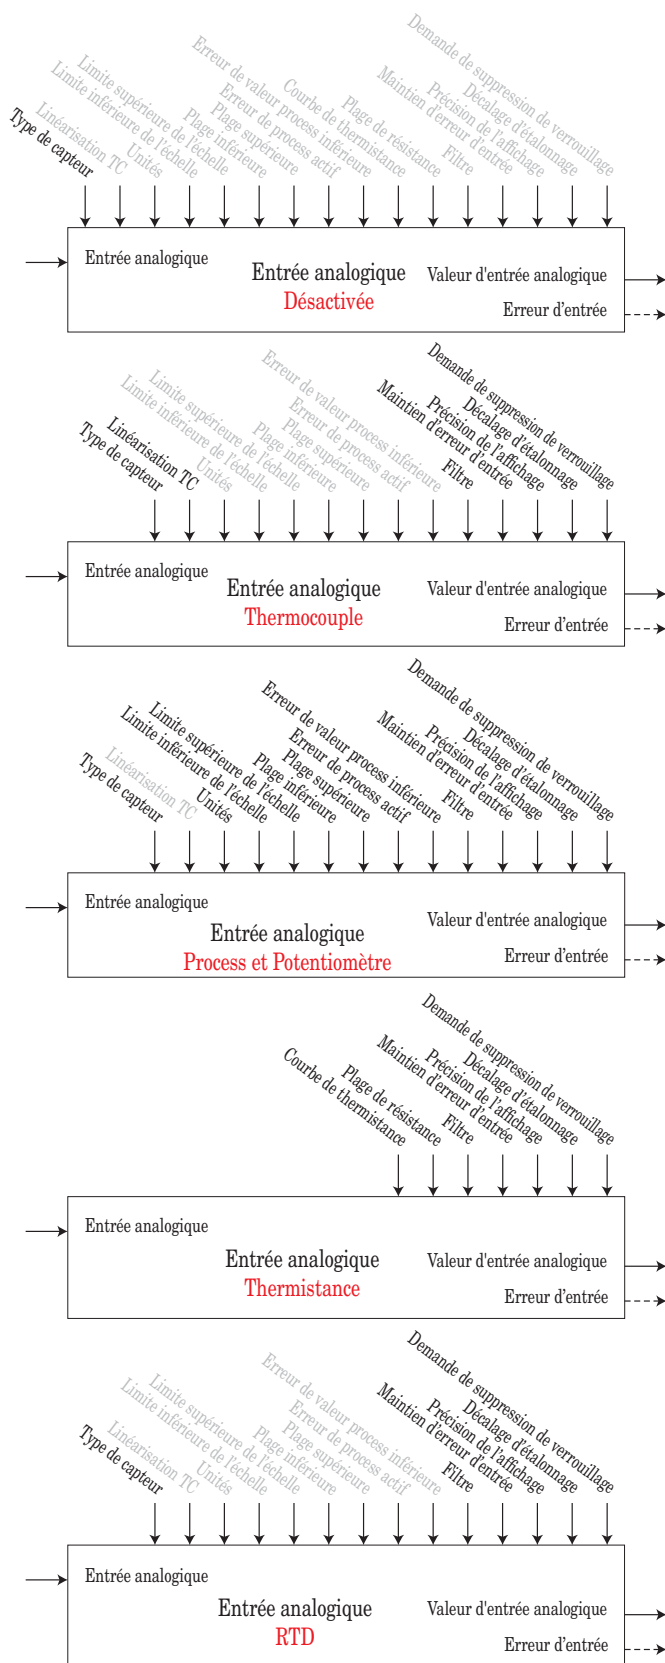 Type de capteur
Linéarisation TC
Unités
Limite inférieure de l'échelle
Limite supérieure de l'échelle
Plage inférieure
Plage supérieure
Erreur de process actif
Erreur de valeur process inférieure
Courbe de thermistance
Plage de résistance
Filtre
Maintien d'erreur d'entrée
Précision de l'affichage
Décalage d'étalonnage
Demande de suppression de verrouillage
Entrée analogique
Entrée analogique
Désactivée
Valeur d'entrée analogique
Erreur d'entrée
Type de capteur
Linéarisation TC
Unités
Limite inférieure de l'échelle
Limite supérieure de l'échelle
Plage inférieure
Plage supérieure
Erreur de process actif
Erreur de valeur process inférieure
Filtre
Maintien d'erreur d'entrée
Précision de l'affichage
Décalage d'étalonnage
Demande de suppression de verrouillage
Entrée analogique
Entrée analogique
Thermocouple
Valeur d'entrée analogique
Erreur d'entrée
Type de capteur
Linéarisation TC
Unités
Limite inférieure de l'échelle
Limite supérieure de l'échelle
Plage inférieure
Plage supérieure
Erreur de process actif
Erreur de valeur process inférieure
Filtre
Maintien d'erreur d'entrée
Précision de l'affichage
Décalage d'étalonnage
Demande de suppression de verrouillage
Entrée analogique
Entrée analogique
Process et Potentiomètre
Valeur d'entrée analogique
Erreur d'entrée
Courbe de thermistance
Plage de résistance
Filtre
Maintien d'erreur d'entrée
Précision de l'affichage
Décalage d'étalonnage
Demande de suppression de verrouillage
Entrée analogique
Entrée analogique
Thermistance
Valeur d'entrée analogique
Erreur d'entrée
Type de capteur
Linéarisation TC
Unités
Limite inférieure de l'échelle
Limite supérieure de l'échelle
Plage inférieure
Plage supérieure
Erreur de process actif
Erreur de valeur process inférieure
Filtre
Maintien d'erreur d'entrée
Précision de l'affichage
Décalage d'étalonnage
Demande de suppression de verrouillage
Entrée analogique
Entrée analogique
RTD
Valeur d'entrée analogique
Erreur d'entrée